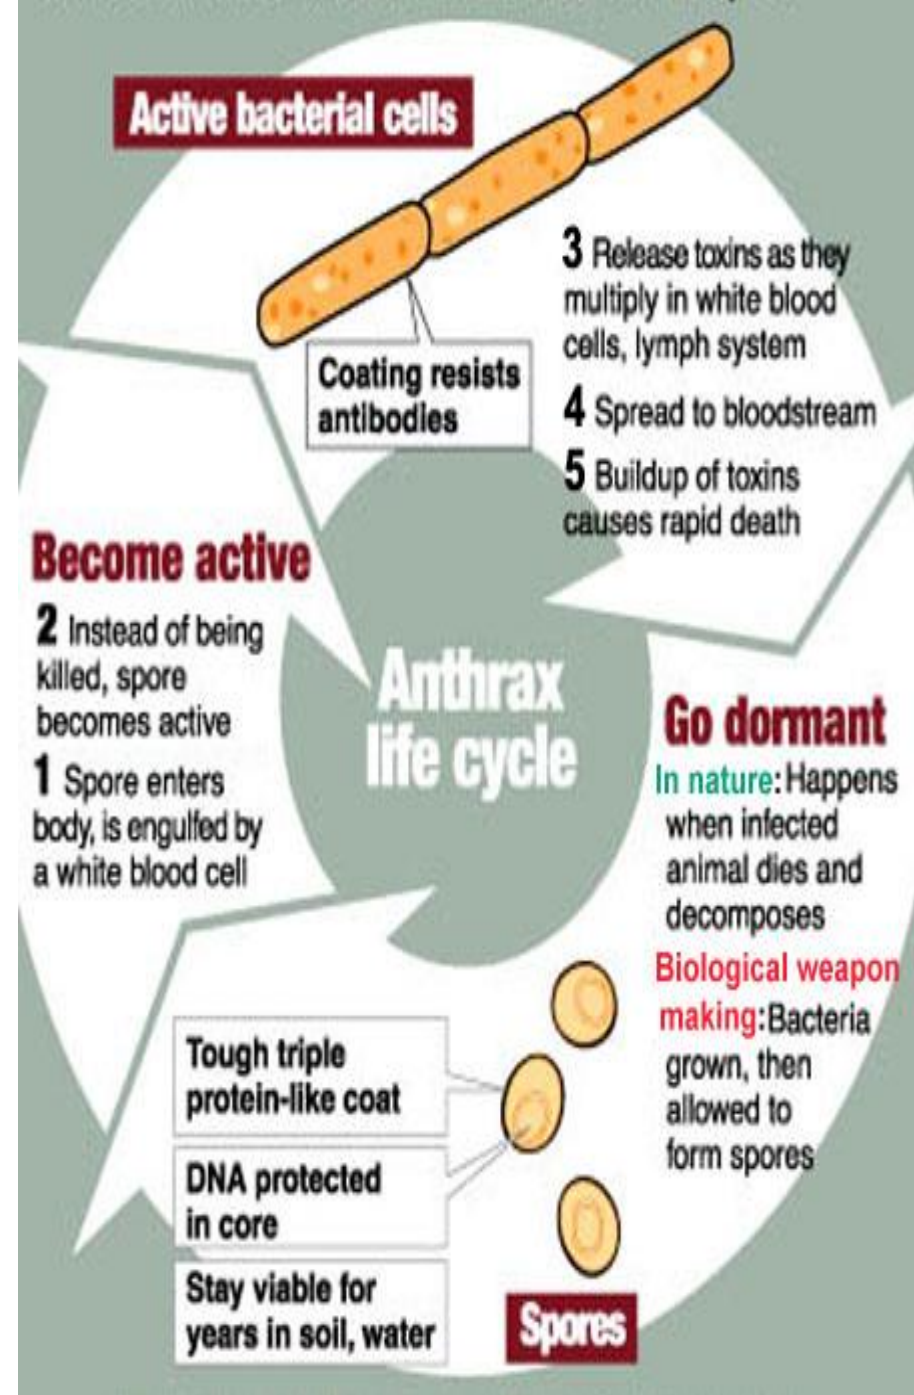 Active bacterial cells
3 Release toxins as they
multiply in white blood
cells, lymph system
Coating resists
antibodies
4 Spread to bloodstream
5 Buildup of toxins
causes rapid death
Become active
2 Instead of being
killed, spore
becomes active
1 Spore enters
body, is engulfed by
a white blood cell
Anthrax
life cycle
Go dormant
In nature: Happens
when infected
animal dies and
decomposes
Biological weapon
making: Bacteria
grown, then
allowed to
form spores
Tough triple
protein-like coat
DNA protected
in core
Stay viable for
years in soil, water
Spores